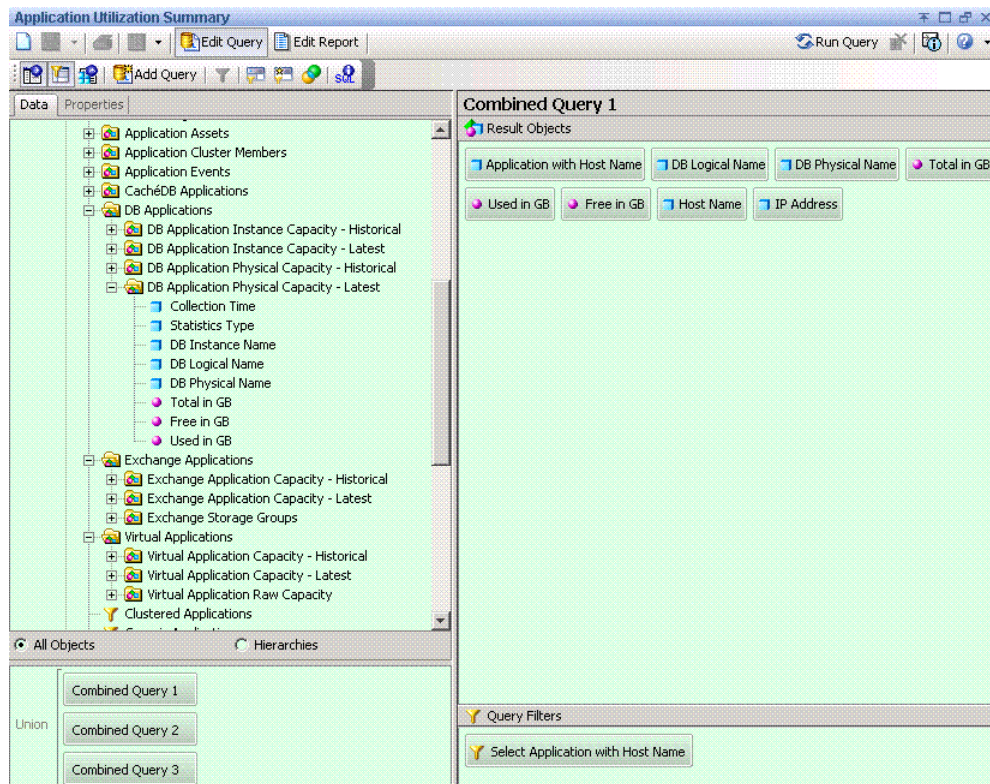 Application Utilization Summary
Edit Query Edit Report Run Query
Add Query SQL
Data Properties
Application Assets
Application Cluster Members
Application Events
CachéDB Applications
DB Applications
DB Application Instance Capacity - Historical
DB Application Instance Capacity - Latest
DB Application Physical Capacity - Historical
DB Application Physical Capacity - Latest
Collection Time
Statistics Type
DB Instance Name
DB Logical Name
DB Physical Name
Total in GB
Free in GB
Used in GB
Exchange Applications
Exchange Application Capacity - Historical
Exchange Application Capacity - Latest
Exchange Storage Groups
Virtual Applications
Virtual Application Capacity - Historical
Virtual Application Capacity - Latest
Virtual Application Raw Capacity
Clustered Applications
All Objects Hierarchies
Union
Combined Query 1
Combined Query 2
Combined Query 3
Combined Query 1
Result Objects
Application with Host Name DB Logical Name DB Physical Name Total in GB
Used in GB Free in GB Host Name IP Address
Query Filters
Select Application with Host Name